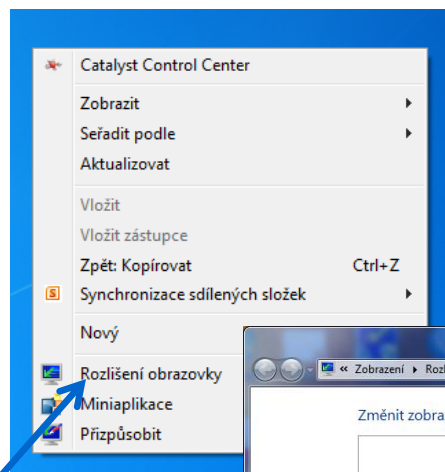 Catalyst Control Center
Zobrazit
Seřadit podle
Aktualizovat
Vložit
Vložit zástupce
Zpět: Kopírovat Ctrl+Z
Synchronizace sdílených složek
Nový
Rozlišení obrazovky
Miniaplikace
Přizpůsobit
« Zobrazení
Změnit